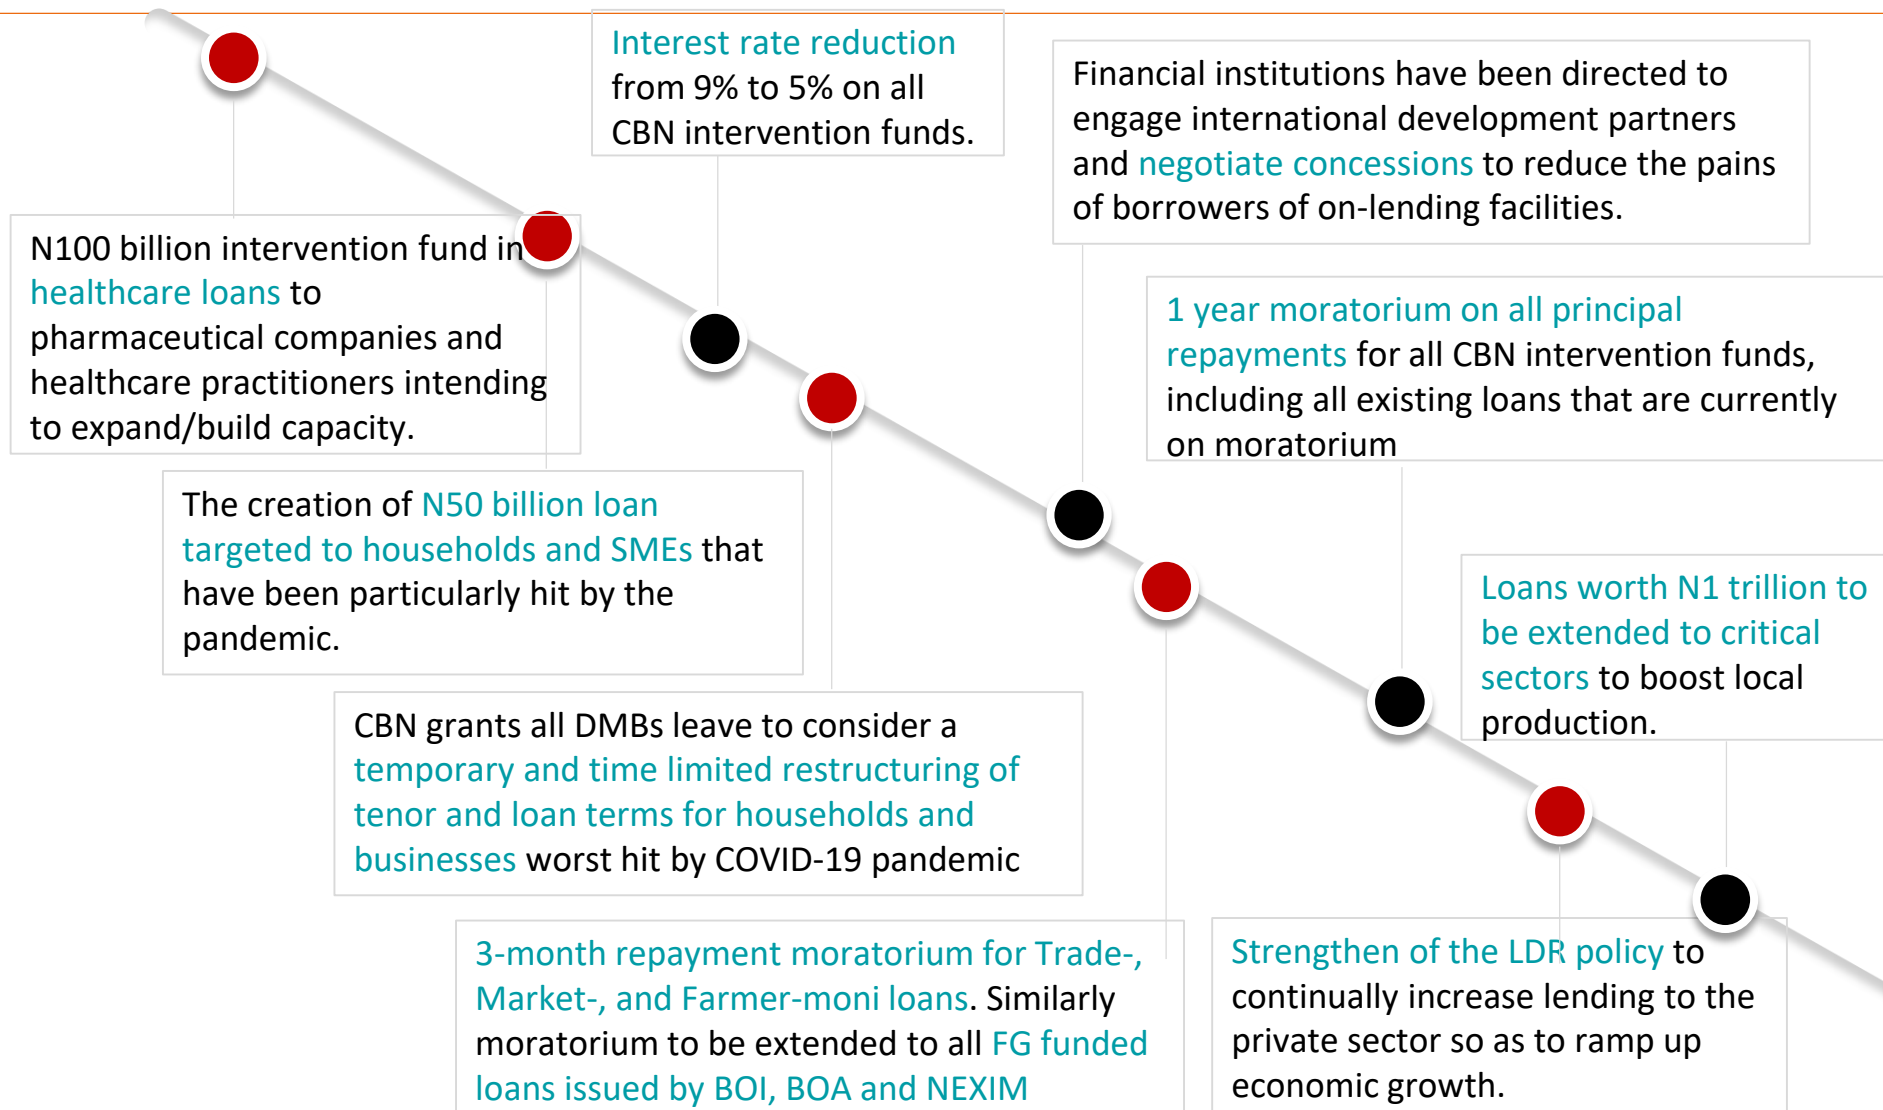 Interest rate reduction
from 9% to 5% on all
CBN intervention funds.
Financial institutions have been directed to
engage international development partners
and negotiate concessions to reduce the pains
of borrowers of on-lending facilities.
N100 billion intervention fund in
healthcare loans to
pharmaceutical companies and
healthcare practitioners intending
to expand/build capacity.
1 year moratorium on all principal
repayments for all CBN intervention funds,
including all existing loans that are currently
on moratorium
The creation of N50 billion loan
targeted to households and SMEs that
have been particularly hit by the
pandemic.
Loans worth N1 trillion to
be extended to critical
sectors to boost local
production.
CBN grants all DMBs leave to consider a
temporary and time limited restructuring of
tenor and loan terms for households and
businesses worst hit by COVID-19 pandemic
3-month repayment moratorium for Trade-,
Market-, and Farmer-moni loans. Similarly
moratorium to be extended to all FG funded
loans issued by BOI, BOA and NEXIM
Strengthen of the LDR policy to
continually increase lending to the
private sector so as to ramp up
economic growth.